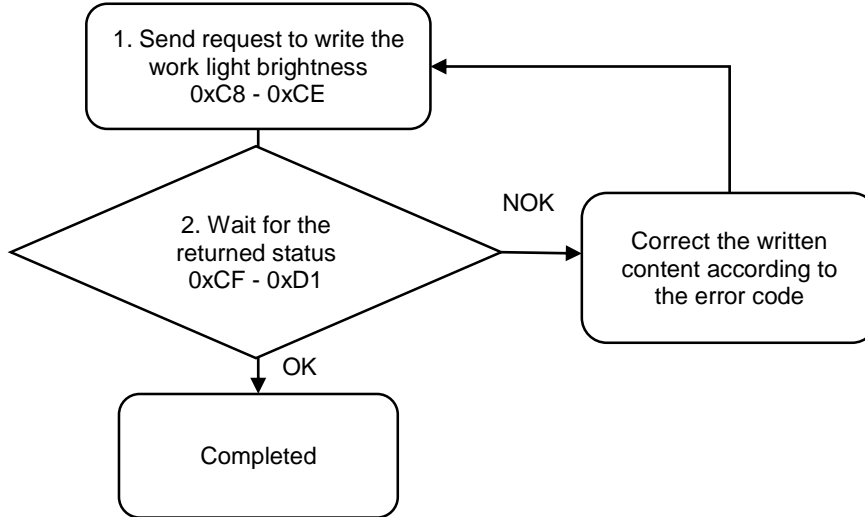 1. Send request to write the
work light brightness
0xC8 - 0xCE
2. Wait for the
returned status
0xCF - 0xD1
NOK
Correct the written
content according to
the error code
OK
Completed